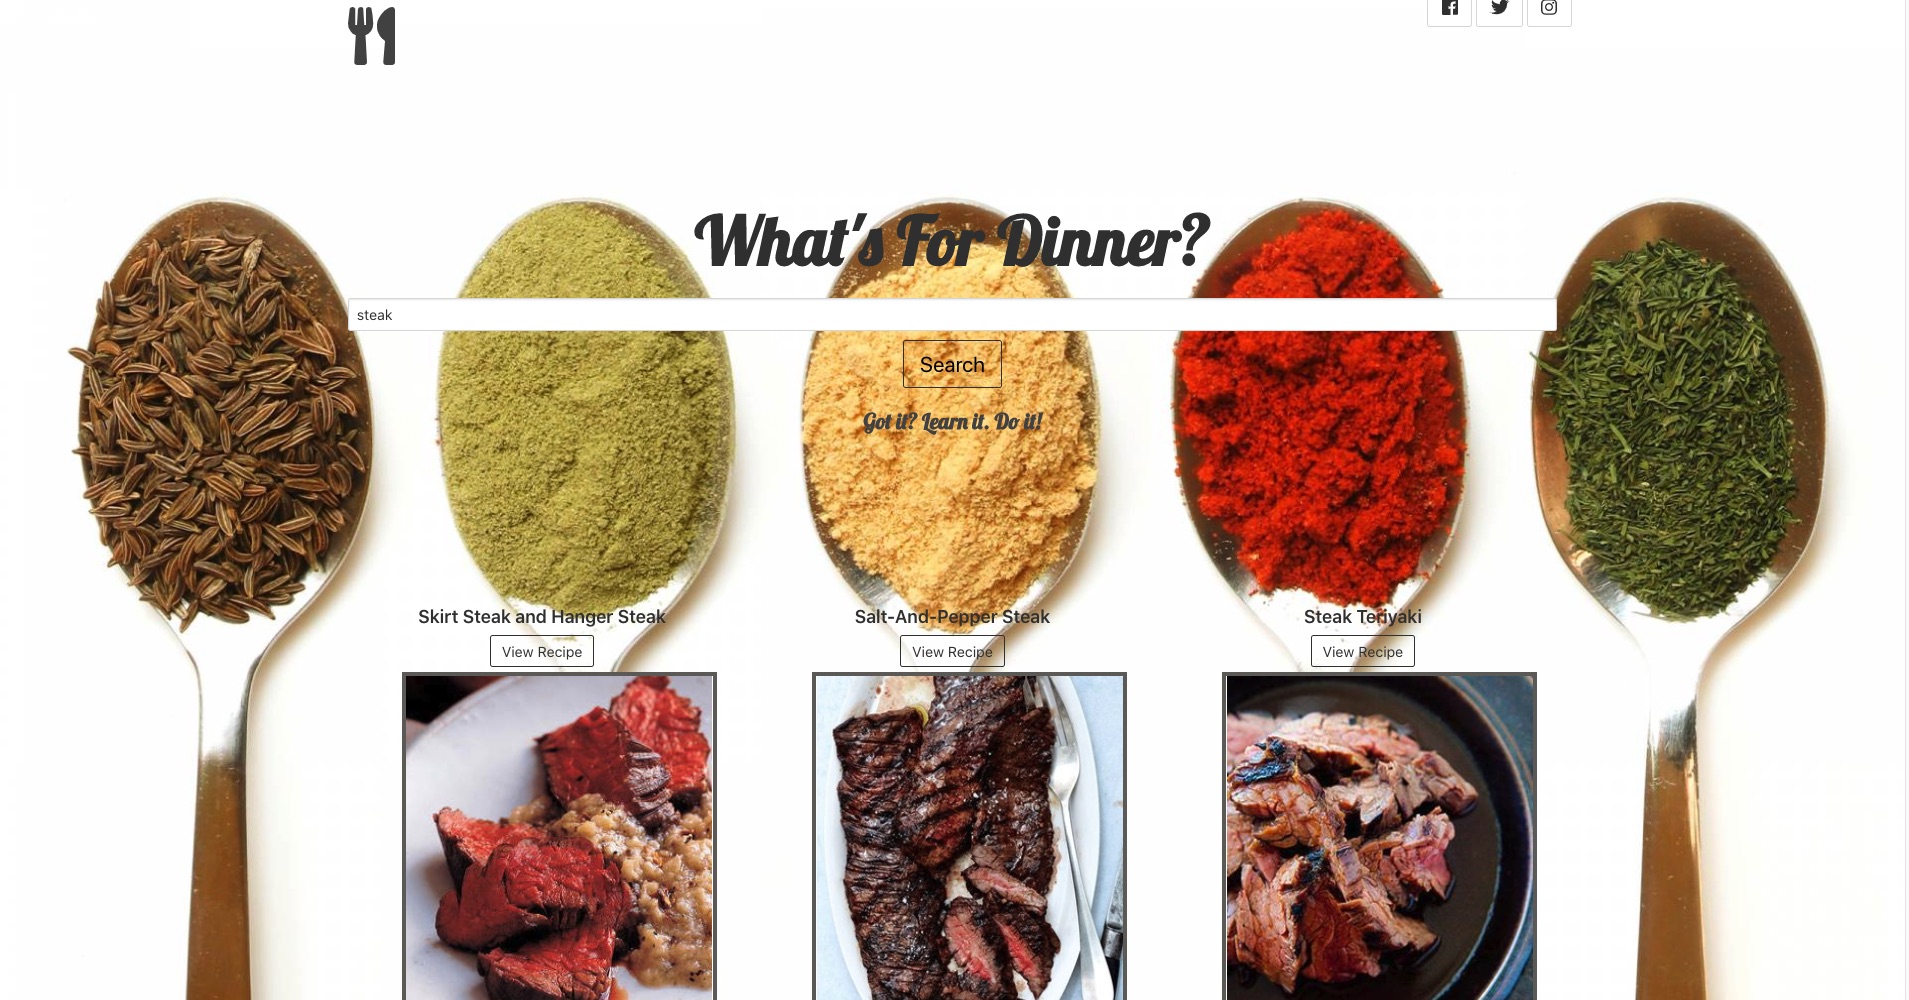 What's For Dinner?
steak
Search
Got it? Learn it. Do it!
Skirt Steak and Hanger Steak
Salt-And-Pepper Steak
Steak Teriyaki
View Recipe
View Recipe
View Recipe